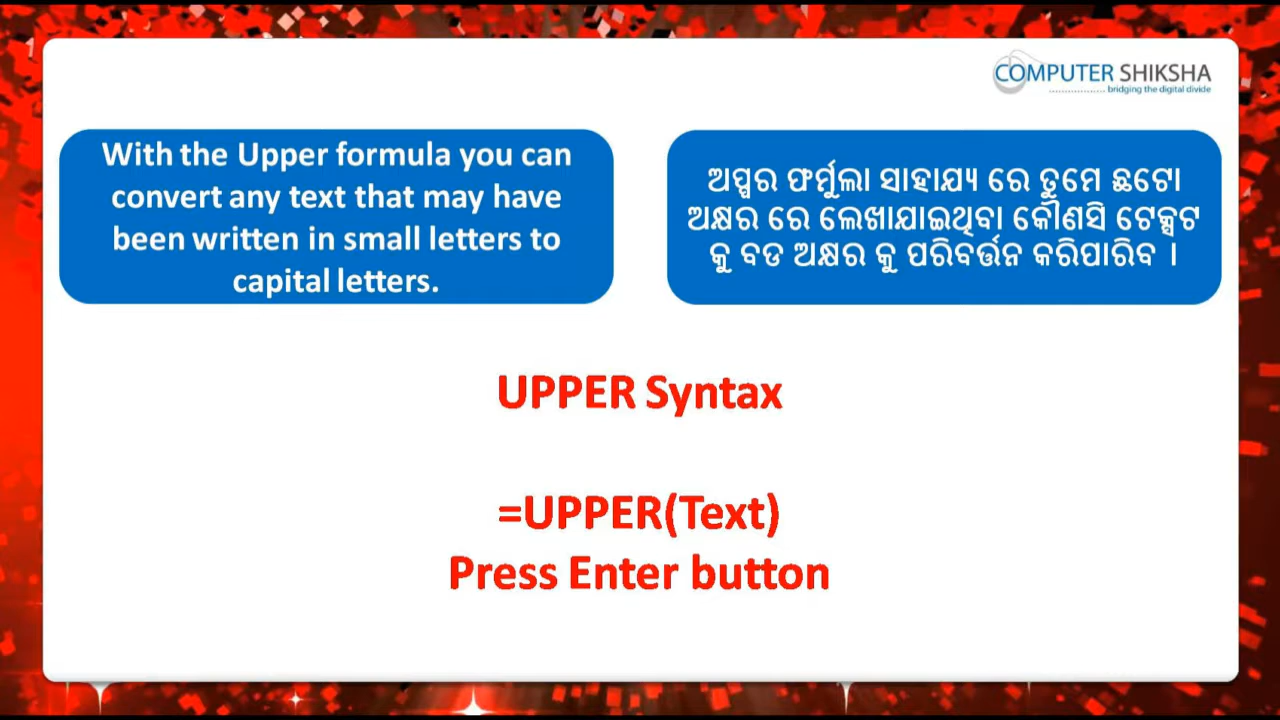 COMPUTER SHIKSHA
bridging the digital divide
With the Upper formula you can
convert any text that may have
been written in small letters to
capital letters.
ଅପ୍ପର ଫର୍ମୁଲା ସାହାଯ୍ୟ ରେ ତୁମେ ଛଟୋ
ଅକ୍ଷର ରେ ଲେଖାଯାଇଥିବା କୌଣସି ଟେକ୍ସଟ
କୁ ବଡ ଅକ୍ଷର କୁ ପରିବର୍ତ୍ତନ କରିପାରିବ ।
UPPER Syntax
=UPPER(Text)
Press Enter button